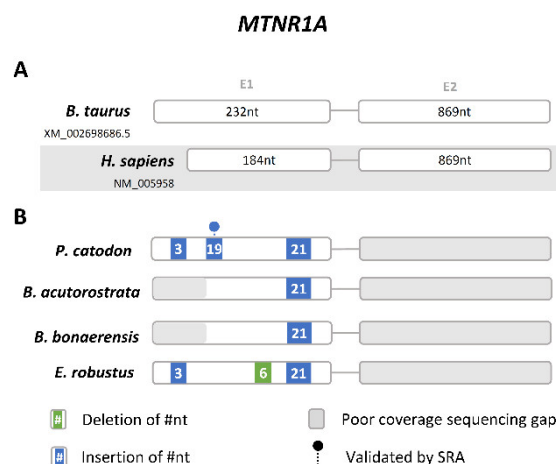 MTNR1A
A
E1 E2
B. taurus 232nt 869nt
XM_002698686.5
H. sapiens 184nt 869nt
NM_005958
B
P. catodon 3 19 21
B. acutorostrata 21
B. bonaerensis 21
E. robustus 3 6 21
# Deletion of #nt Poor coverage sequencing gap
# Insertion of #nt Validated by SRA